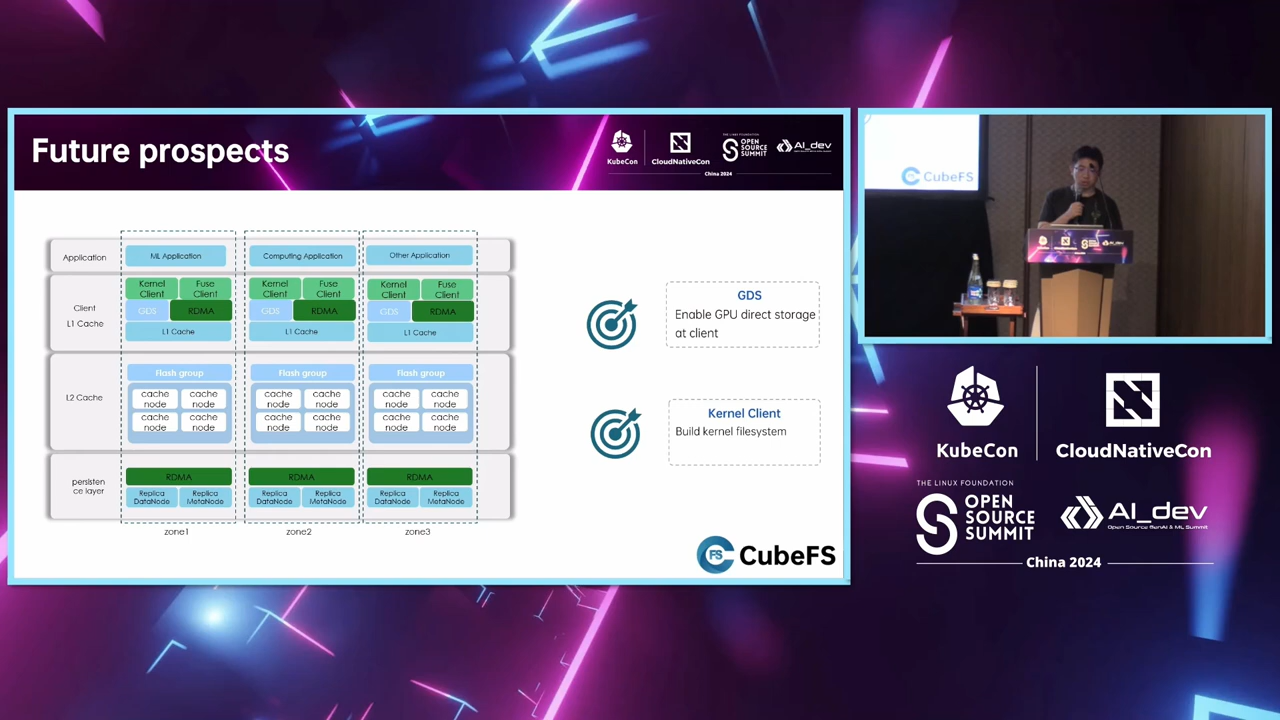 Future prospects
KubeCon
CloudNativeCon
THE LINUX FOUNDATION
OPEN
SOURCE
SUMMIT
AI_dev
China 2024
Application
ML Application
Computing Application
Other Application
Client
L1 Cache
Kernel
Client
Fuse
Client
GDS
RDMA
L1 Cache
Kernel
Client
Fuse
Client
GDS
RDMA
L1 Cache
Kernel
Client
Fuse
Client
GDS
RDMA
L1 Cache
L2 Cache
Flash group
cache
node
cache
node
cache
node
cache
node
Flash group
cache
node
cache
node
cache
node
cache
node
Flash group
cache
node
cache
node
cache
node
cache
node
persisten
ce layer
RDMA
Replica
DataNode
Replica
MetaNode
RDMA
Replica
DataNode
Replica
MetaNode
RDMA
Replica
DataNode
Replica
MetaNode
zone1
zone2
zone3
GDS
Enable GPU direct storage
at client
Kernel Client
Build kernel filesystem
FS
CubeFS
CubeFS
KubeCon
CloudNativeCon
THE LINUX FOUNDATION
OPEN
SOURCE
SUMMIT
AI_dev
Open Source GenAI & ML Summit
China 2024